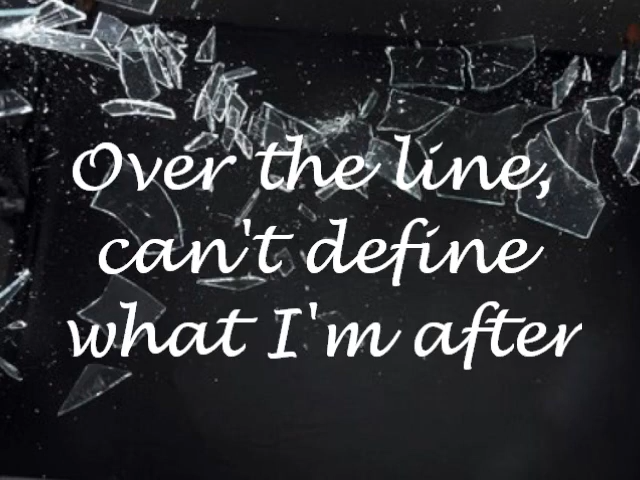 Over the line,
can't define
what I'm after